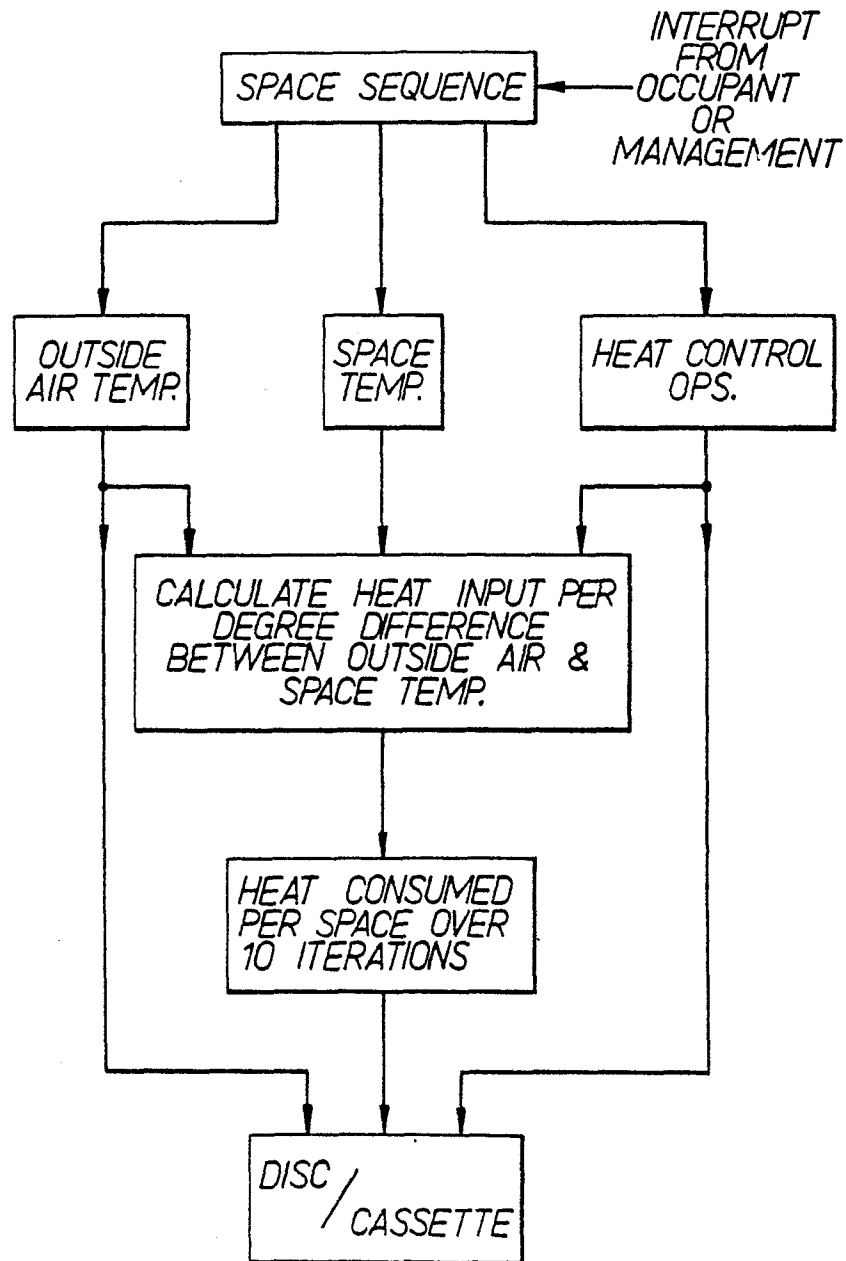 INTERRUPT
FROM
OCCUPANT
OR
MANAGEMENT
SPACE SEQUENCE
OUTSIDE
AIR TEMP.
SPACE
TEMP.
HEAT CONTROL
OPS.
CALCULATE HEAT INPUT PER
DEGREE DIFFERENCE
BETWEEN OUTSIDE AIR &
SPACE TEMP.
HEAT CONSUMED
PER SPACE OVER
10 ITERATIONS
DISC/
CASSETTE